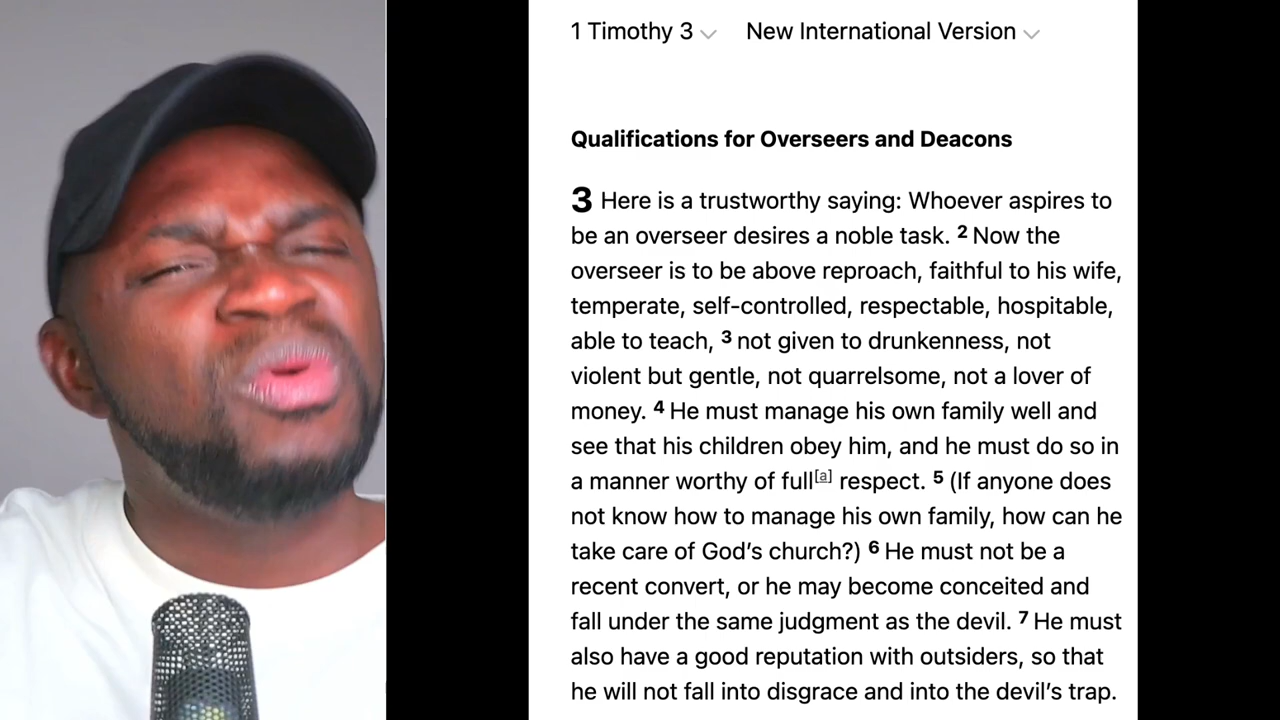 1 Timothy 3 New International Version
Qualifications for Overseers and Deacons
3 Here is a trustworthy saying: Whoever aspires to
be an overseer desires a noble task. 2 Now the
overseer is to be above reproach, faithful to his wife,
temperate, self-controlled, respectable, hospitable,
able to teach, 3 not given to drunkenness, not
violent but gentle, not quarrelsome, not a lover of
money. 4 He must manage his own family well and
see that his children obey him, and he must do so in
a manner worthy of full[a] respect. 5 (If anyone does
not know how to manage his own family, how can he
take care of God’s church?) 6 He must not be a
recent convert, or he may become conceited and
fall under the same judgment as the devil. 7 He must
also have a good reputation with outsiders, so that
he will not fall into disgrace and into the devil’s trap.